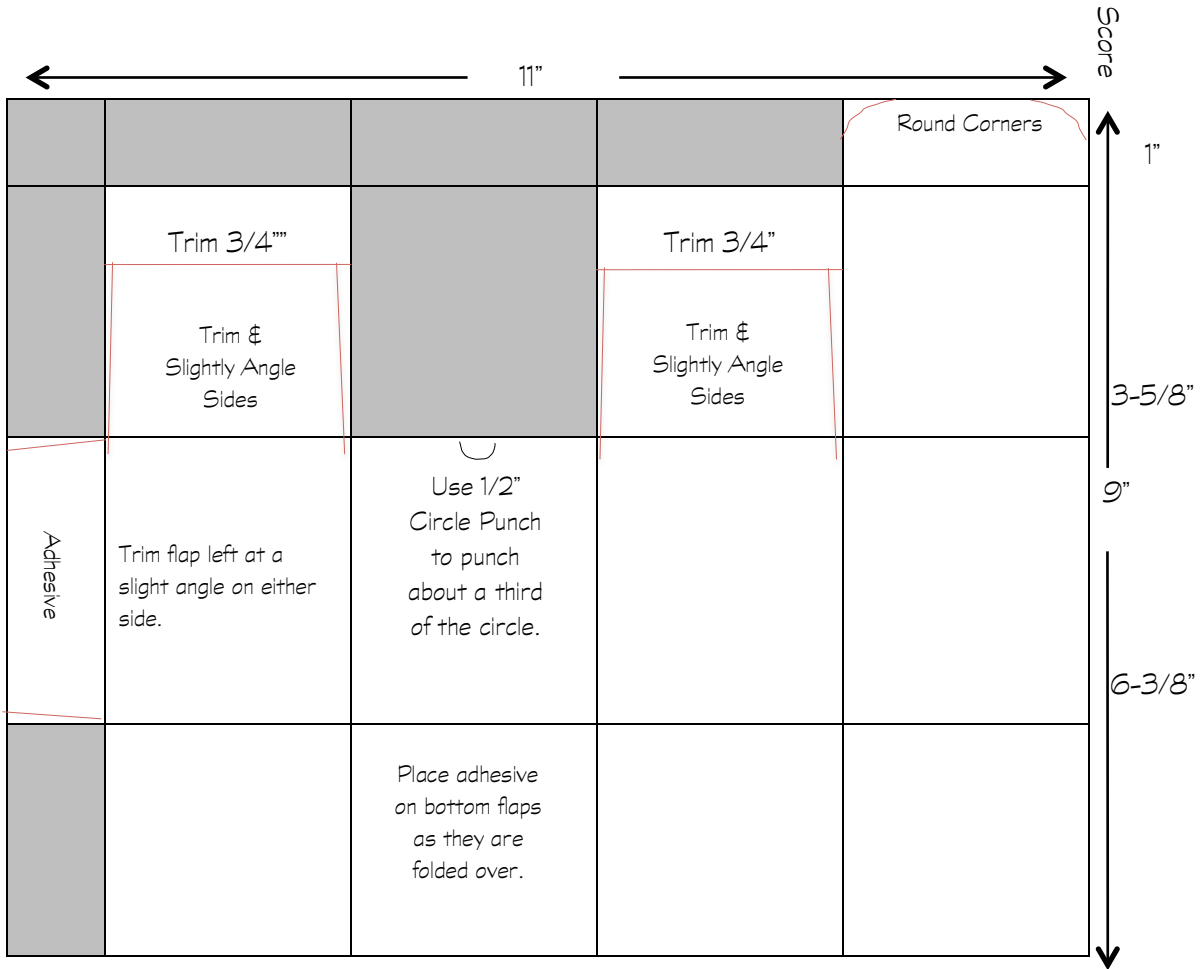 Score
11”
Round Corners
1”
Trim 3/4””
Trim 3/4”
Trim &
Slightly Angle
Sides
Trim &
Slightly Angle
Sides
3-5/8”
9”
Adhesive
Trim flap left at a
slight angle on either
side.
Use 1/2”
Circle Punch
to punch
about a third
of the circle.
6-3/8”
Place adhesive
on bottom flaps
as they are
folded over.